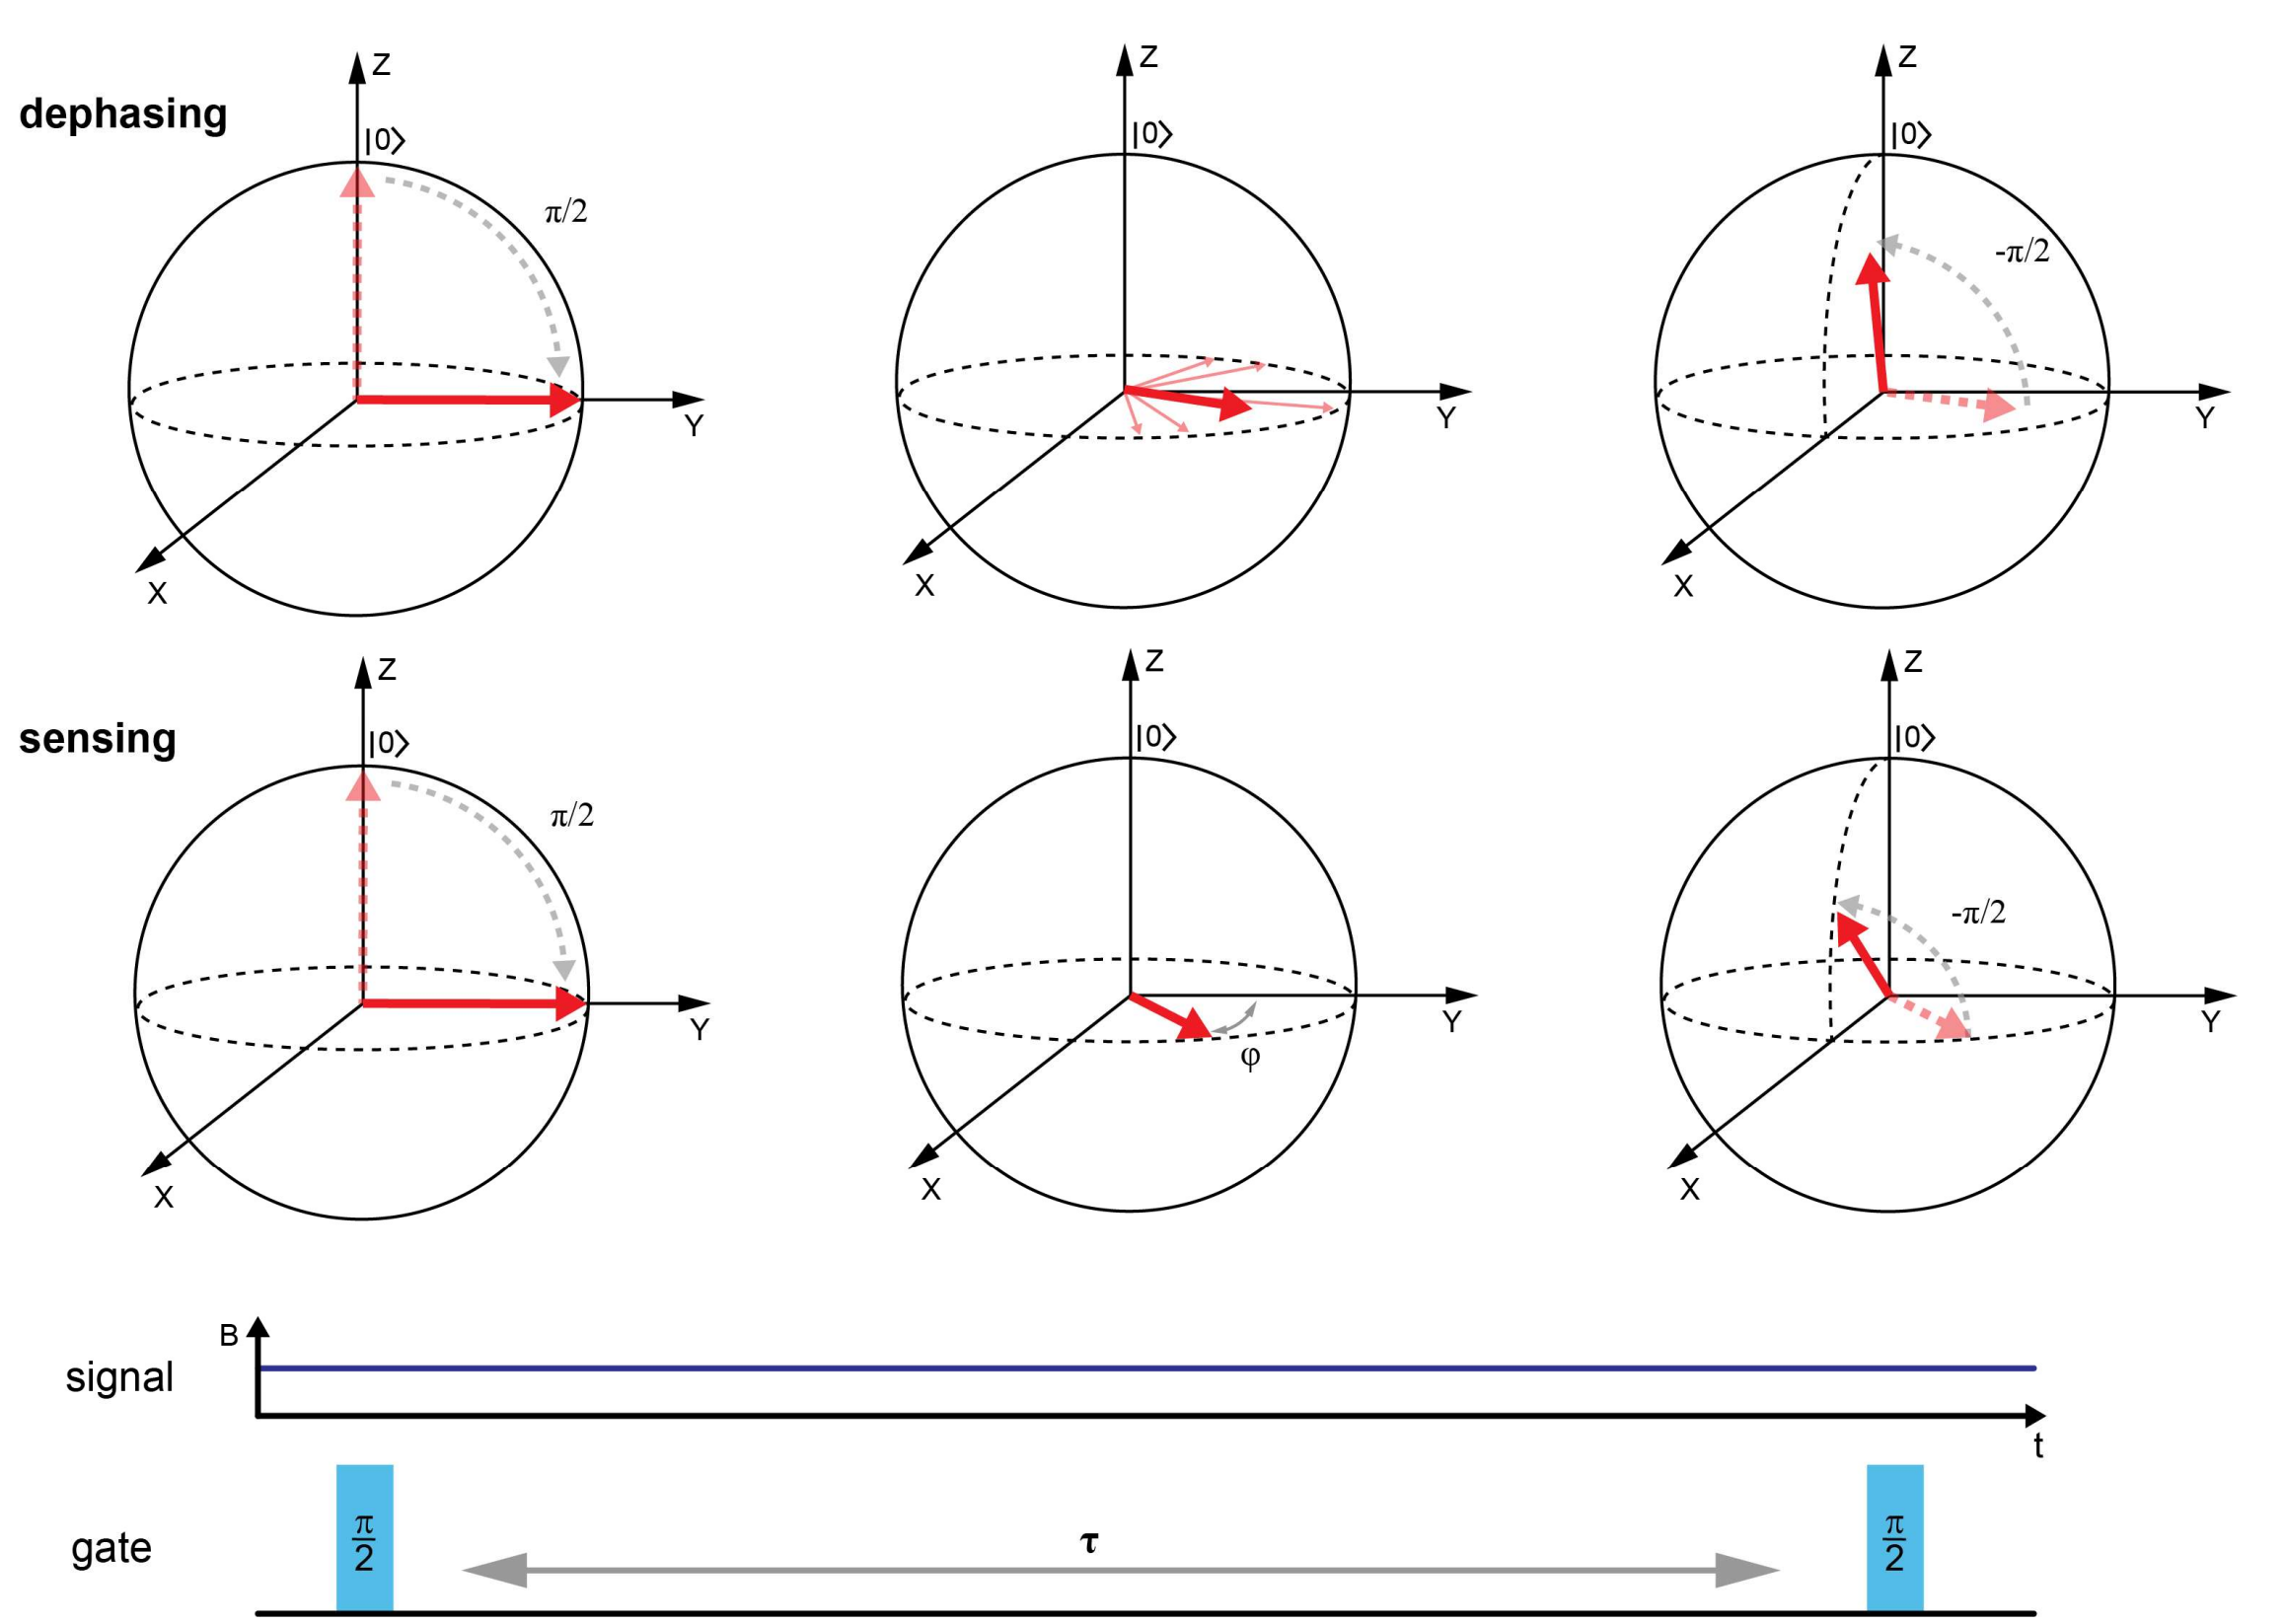 dephasing
Z
|0⟩
π/2
Y
X
Z
|0⟩
Y
X
Z
|0⟩
-π/2
Y
X
sensing
Z
|0⟩
π/2
Y
X
Z
|0⟩
φ
Y
X
Z
|0⟩
-π/2
Y
X
signal
B
t
gate
π
2
τ
π
2